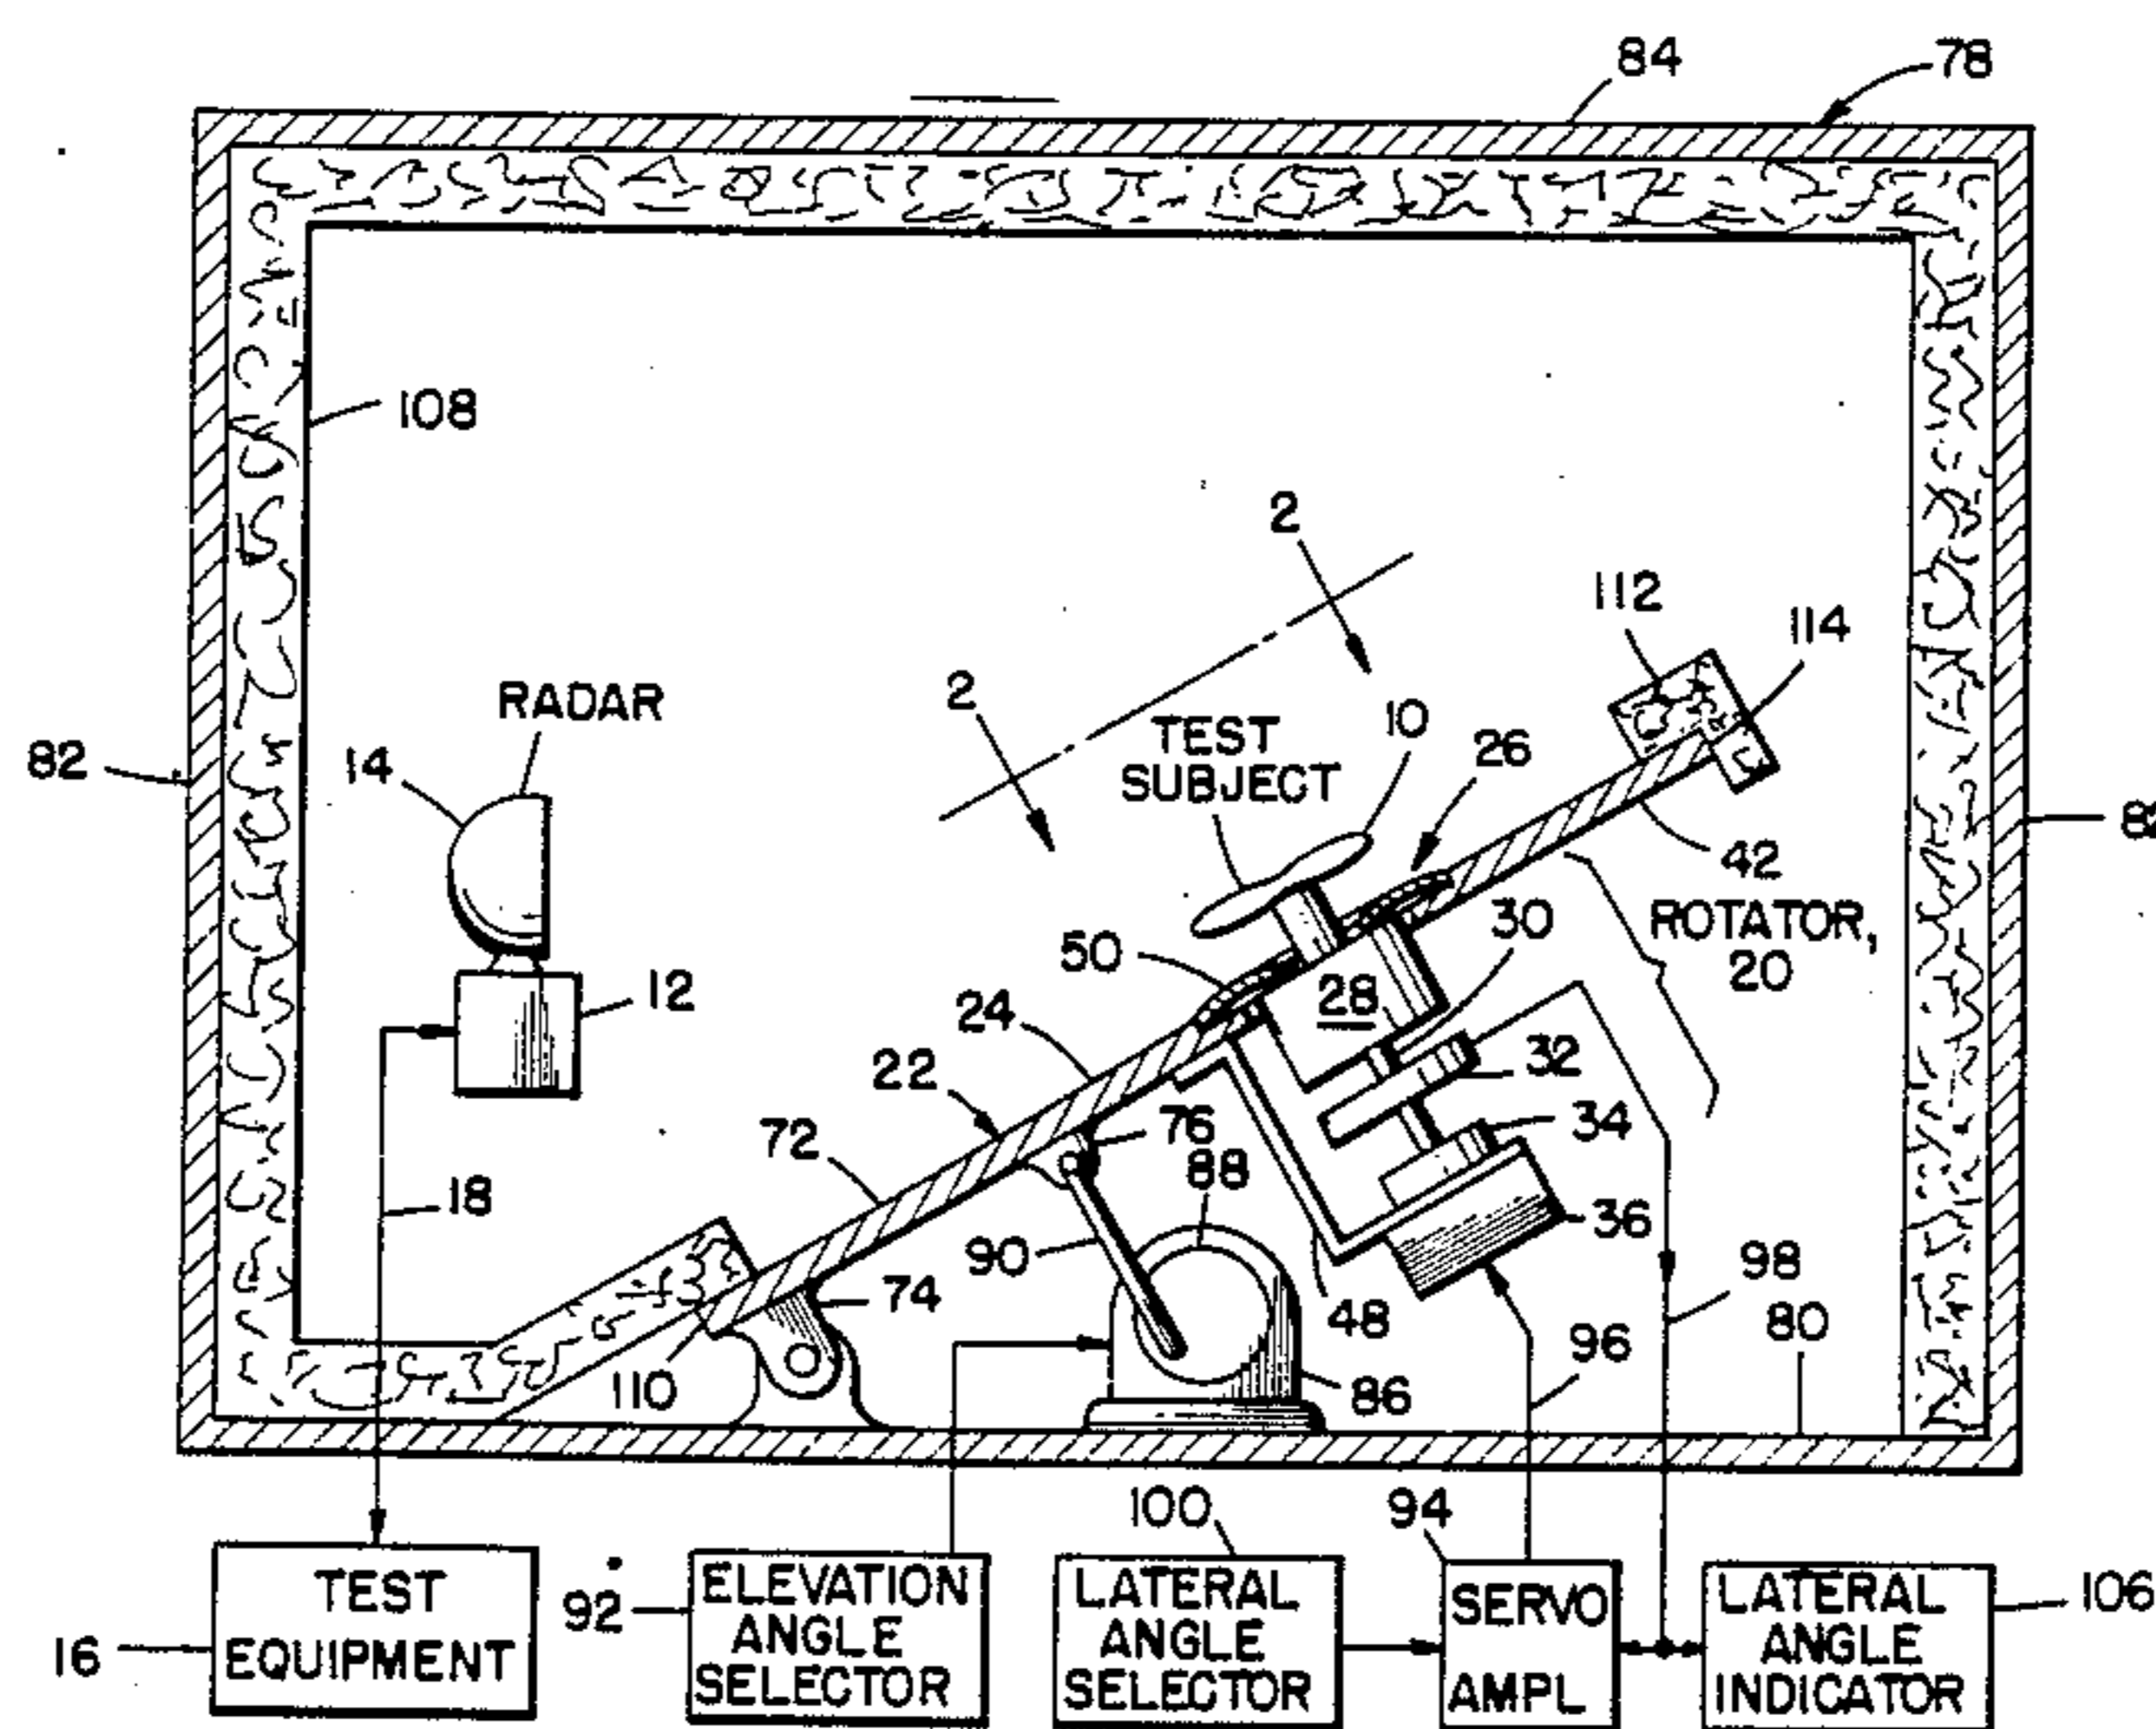 84
78
108
2
112
114
RADAR
2
10
TEST
SUBJECT
26
82
14
42
50
30
ROTATOR,
20
12
28
24
32
22
76
34
72
88
18
36
90
98
74
48
80
96
110
86
100
94
TEST
EQUIPMENT
16
92
ELEVATION
ANGLE
SELECTOR
LATERAL
ANGLE
SELECTOR
SERVO
AMPL
LATERAL
ANGLE
INDICATOR
106